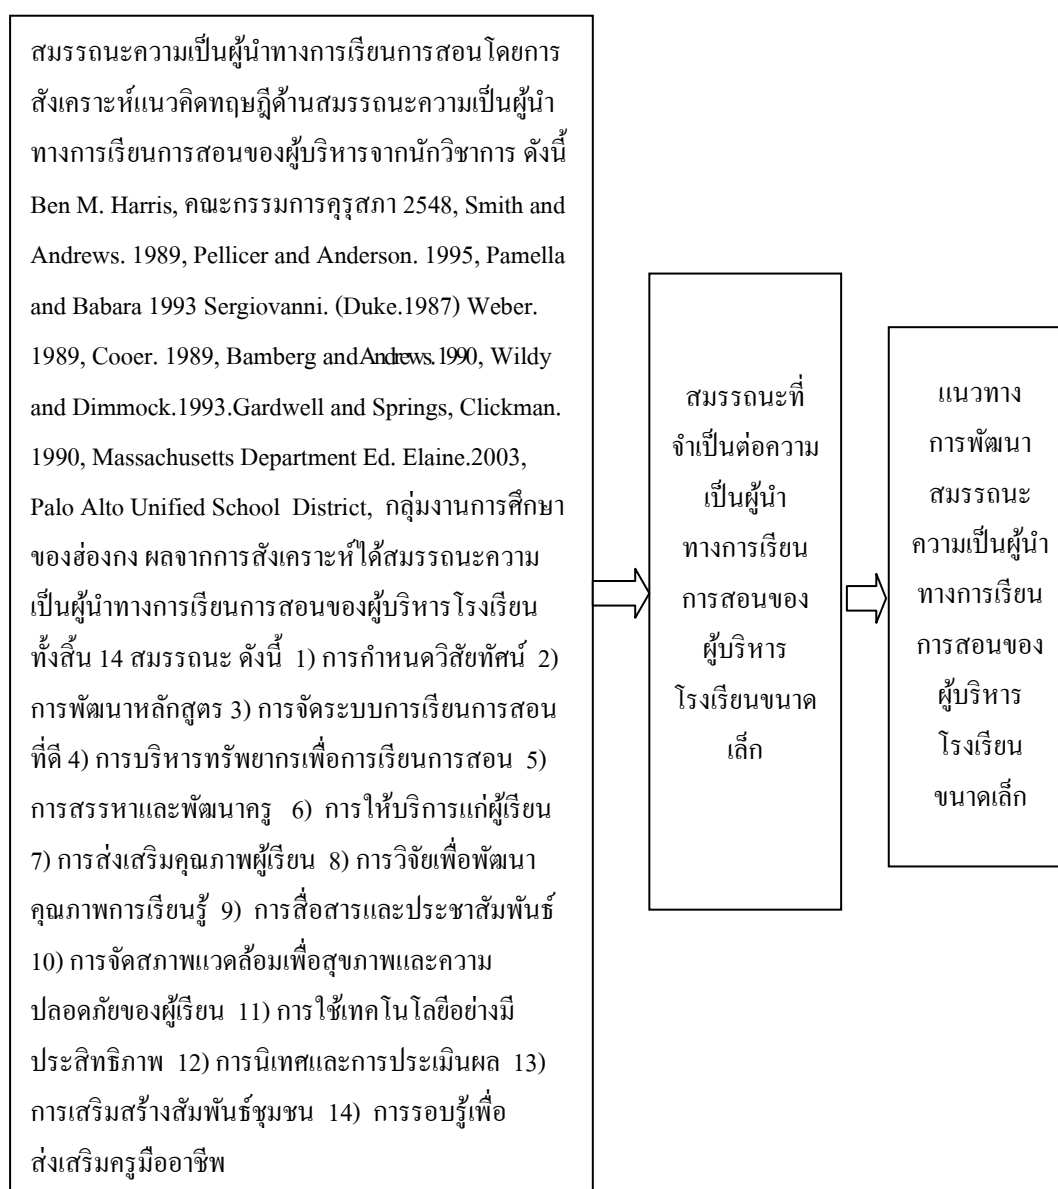 สมรรถนะความเป็นผู้นำทางการเรียนการสอนโดยการ
สังเคราะห์แนวคิดทฤษฎีด้านสมรรถนะความเป็นผู้นำ
ทางการเรียนการสอนของผู้บริหารจากนักวิชาการ ดังนี้
Ben M. Harris, คณะกรรมการคุรุสภา 2548, Smith and
Andrews. 1989, Pellicer and Anderson. 1995, Pamella
and Babara 1993 Sergiovanni. (Duke.1987) Weber.
1989, Cooer. 1989, Bamberg and Andrews. 1990, Wildy
and Dimmock.1993.Gardwell and Springs, Clickman.
1990, Massachusetts Department Ed. Elaine.2003,
Palo Alto Unified School District, กลุ่มงานการศึกษา
ของฮ่องกง ผลจากการสังเคราะห์ได้สมรรถนะความ
เป็นผู้นำทางการเรียนการสอนของผู้บริหารโรงเรียน
ทั้งสิ้น 14 สมรรถนะ ดังนี้ 1) การกำหนดวิสัยทัศน์ 2)
การพัฒนาหลักสูตร 3) การจัดระบบการเรียนการสอน
ที่ดี 4) การบริหารทรัพยากรเพื่อการเรียนการสอน 5)
การสรรหาและพัฒนาครู 6) การให้บริการแก่ผู้เรียน
7) การส่งเสริมคุณภาพผู้เรียน 8) การวิจัยเพื่อพัฒนา
คุณภาพการเรียนรู้ 9) การสื่อสารและประชาสัมพันธ์
10) การจัดสภาพแวดล้อมเพื่อสุขภาพและความ
ปลอดภัยของผู้เรียน 11) การใช้เทคโนโลยีอย่างมี
ประสิทธิภาพ 12) การนิเทศและการประเมินผล 13)
การเสริมสร้างสัมพันธ์ชุมชน 14) การรอบรู้เพื่อ
ส่งเสริมครูมืออาชีพ
สมรรถนะที่
จำเป็นต่อความ
เป็นผู้นำ
ทางการเรียน
การสอนของ
ผู้บริหาร
โรงเรียนขนาด
เล็ก
แนวทาง
การพัฒนา
สมรรถนะ
ความเป็นผู้นำ
ทางการเรียน
การสอนของ
ผู้บริหาร
โรงเรียน
ขนาดเล็ก